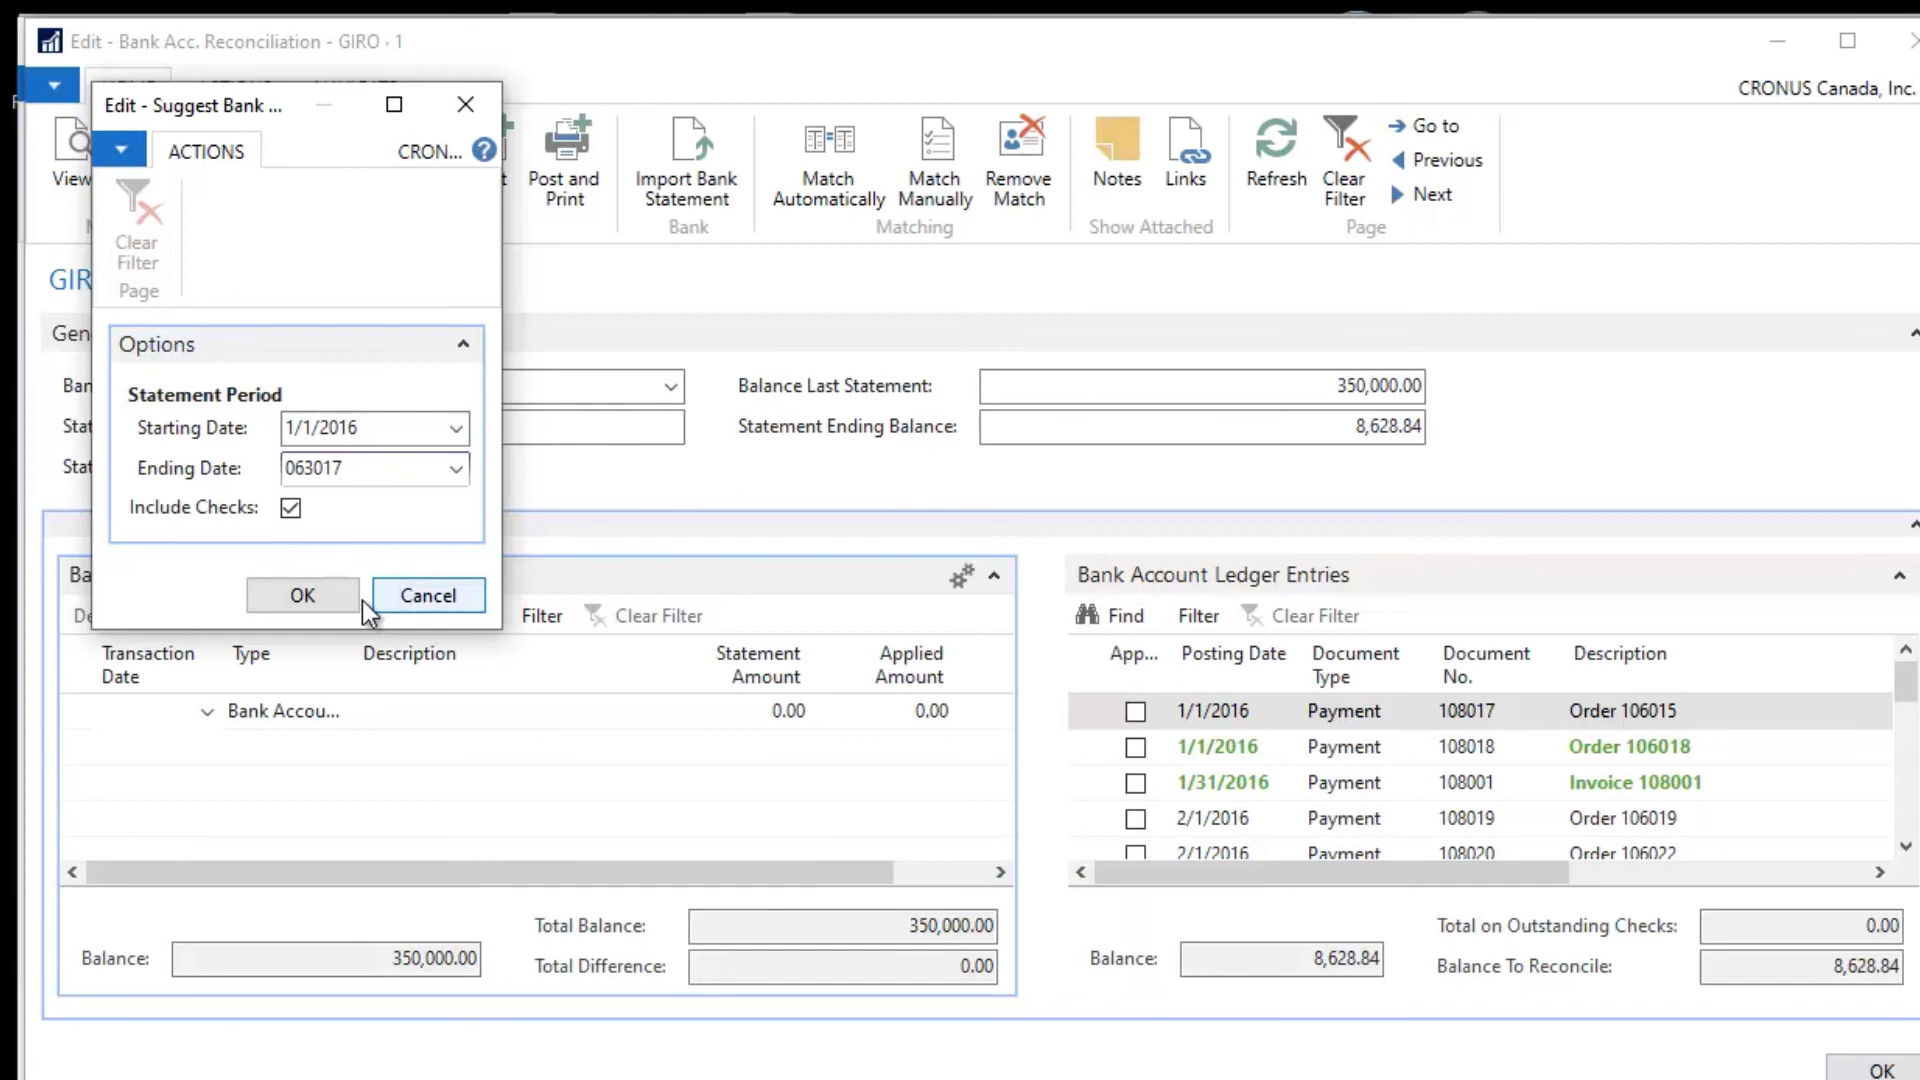 Edit - Bank Acc. Reconciliation - GIRO · 1
CRONUS Canada, Inc.
Edit - Suggest Bank ...
ACTIONS
CRON...
?
View
Clear
Filter
Page
Post and
Print
Import Bank
Statement
Bank
Match
Automatically
Match
Manually
Remove
Match
Matching
Notes
Links
Show Attached
Refresh
Clear
Filter
Go to
Previous
Next
Page
GIR
Gen
Options
Statement Period
Starting Date: 1/1/2016
Ending Date: 063017
Include Checks:
OK Cancel
Ban
Stat
Stat
Balance Last Statement: 350,000.00
Statement Ending Balance: 8,628.84
Ba
De
Filter Clear Filter
Transaction
Date
Type
Description
Statement
Amount
Applied
Amount
Bank Accou... 0.00 0.00
Balance: 350,000.00
Total Balance: 350,000.00
Total Difference: 0.00
Bank Account Ledger Entries
Find Filter Clear Filter
App...
Posting Date
Document
Type
Document
No.
Description
1/1/2016 Payment 108017 Order 106015
1/1/2016 Payment 108018 Order 106018
1/31/2016 Payment 108001 Invoice 108001
2/1/2016 Payment 108019 Order 106019
2/1/2016 Payment 108020 Order 106022
Balance: 8,628.84
Total on Outstanding Checks: 0.00
Balance To Reconcile: 8,628.84
OK